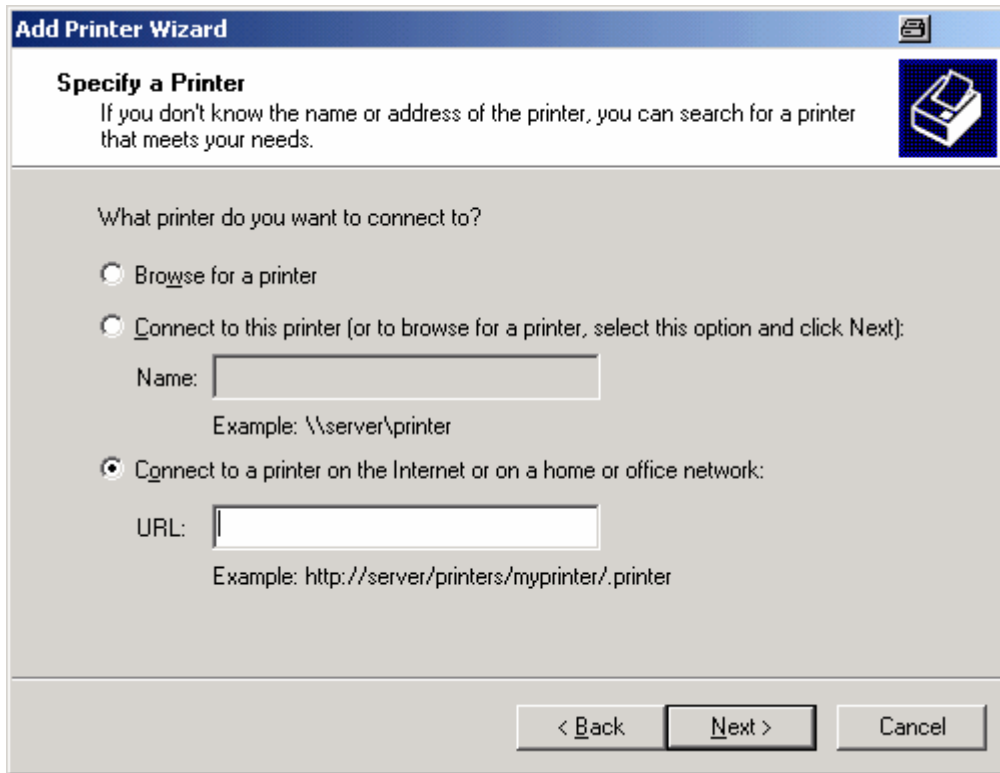 Add Printer Wizard
Specify a Printer
If you don't know the name or address of the printer, you can search for a printer
that meets your needs.
What printer do you want to connect to?
Browse for a printer
Connect to this printer (or to browse for a printer, select this option and click Next):
Name:
Example: \\server\printer
Connect to a printer on the Internet or on a home or office network:
URL:
Example: http://server/printers/myprinter/.printer
< Back Next > Cancel